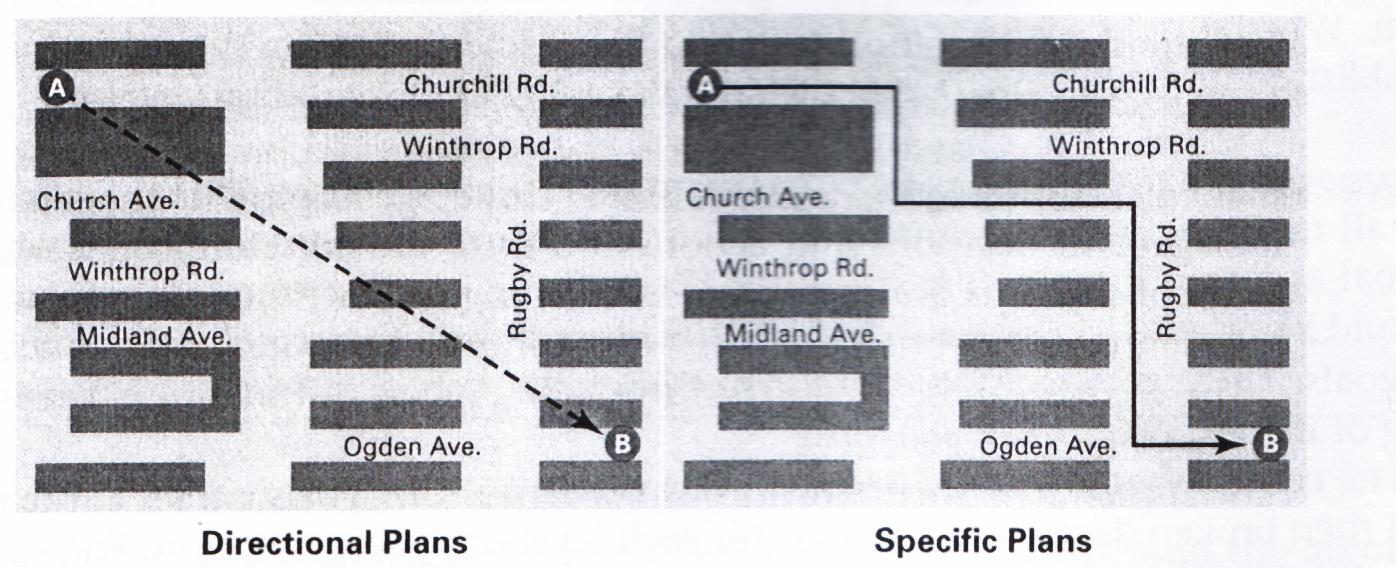 A
Churchill Rd.
Winthrop Rd.
Church Ave.
Winthrop Rd.
Rugby Rd.
Midland Ave.
Ogden Ave.
B
Directional Plans
A
Churchill Rd.
Winthrop Rd.
Church Ave.
Winthrop Rd.
Rugby Rd.
Midland Ave.
Ogden Ave.
B
Specific Plans